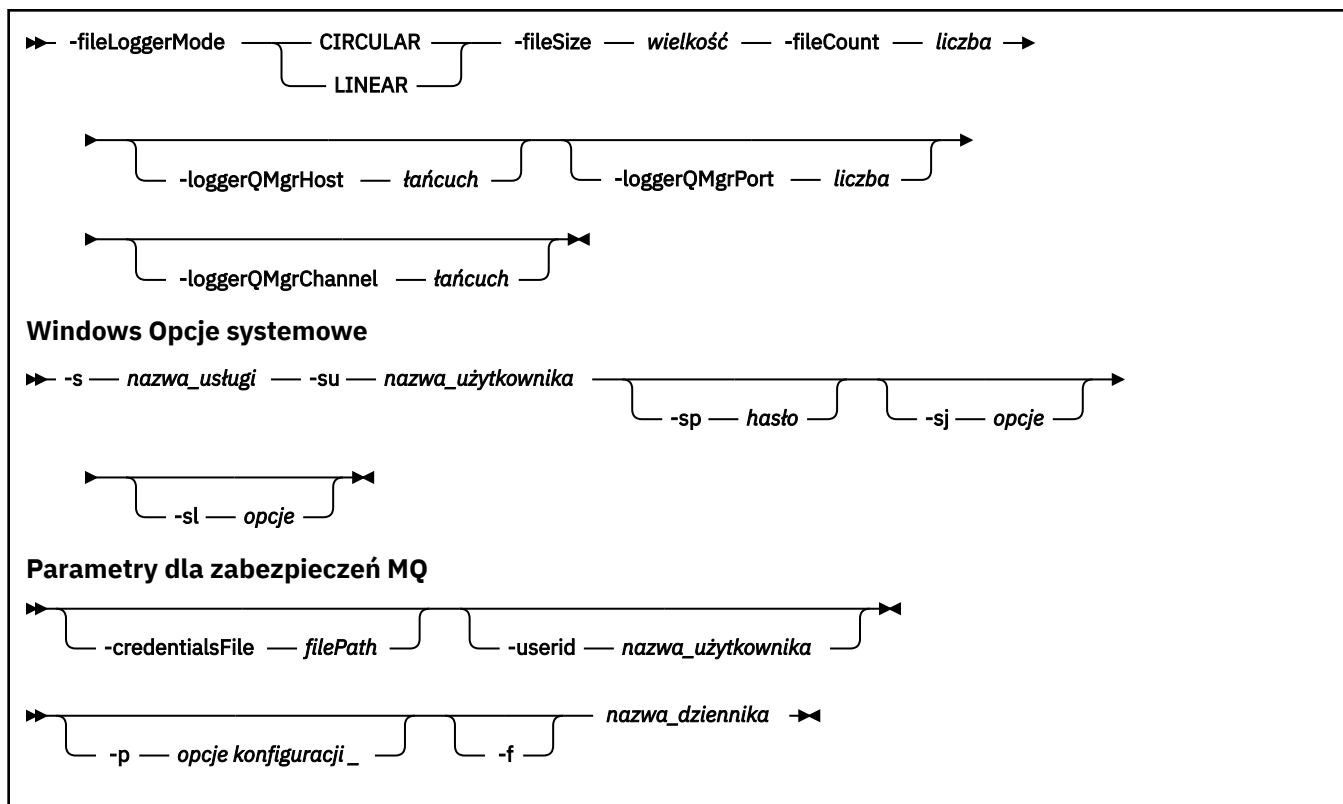 -fileLoggerMode CIRCULAR -fileSize wielkość -fileCount liczba
LINEAR
-loggerQMgrHost łańcuch -loggerQMgrPort liczba
-loggerQMgrChannel łańcuch
Windows Opcje systemowe
-s nazwa_usługi -su nazwa_użytkownika
-sp hasło -sj opcje
-sl opcje
Parametry dla zabezpieczeń MQ
-credentialsFile filePath -userid nazwa_użytkownika
nazwa_dziennika
-p opcje konfiguracji _ -f